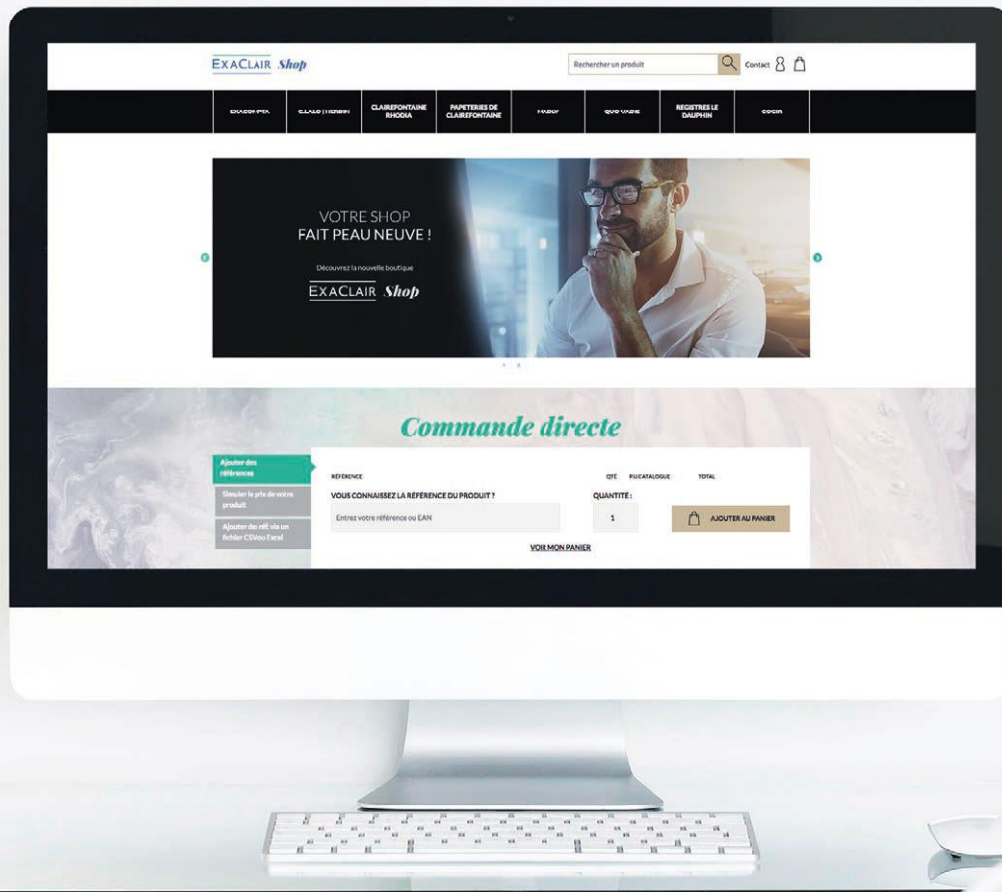 EXACLAIR Shop
Rechercher un produit
Contact
EXACOMPTA
CLAIREFONTAINE
RHODIA
PAPETERIES DE
CLAIREFONTAINE
QUO VADIS
REGISTRES LE
DAUPHIN
VOTRE SHOP
FAIT PEAU NEUVE !
Découvrez la nouvelle boutique
EXACLAIR Shop
Commande directe
Ajouter des
références
Simuler le prix de votre
produit
Ajouter des réf. via un
fichier CSV ou Excel
RÉFÉRENCE
QTÉ
P.U CATALOGUE
TOTAL
VOUS CONNAISSEZ LA RÉFÉRENCE DU PRODUIT ?
QUANTITÉ :
Entrez votre référence ou EAN
1
AJOUTER AU PANIER
VOIR MON PANIER